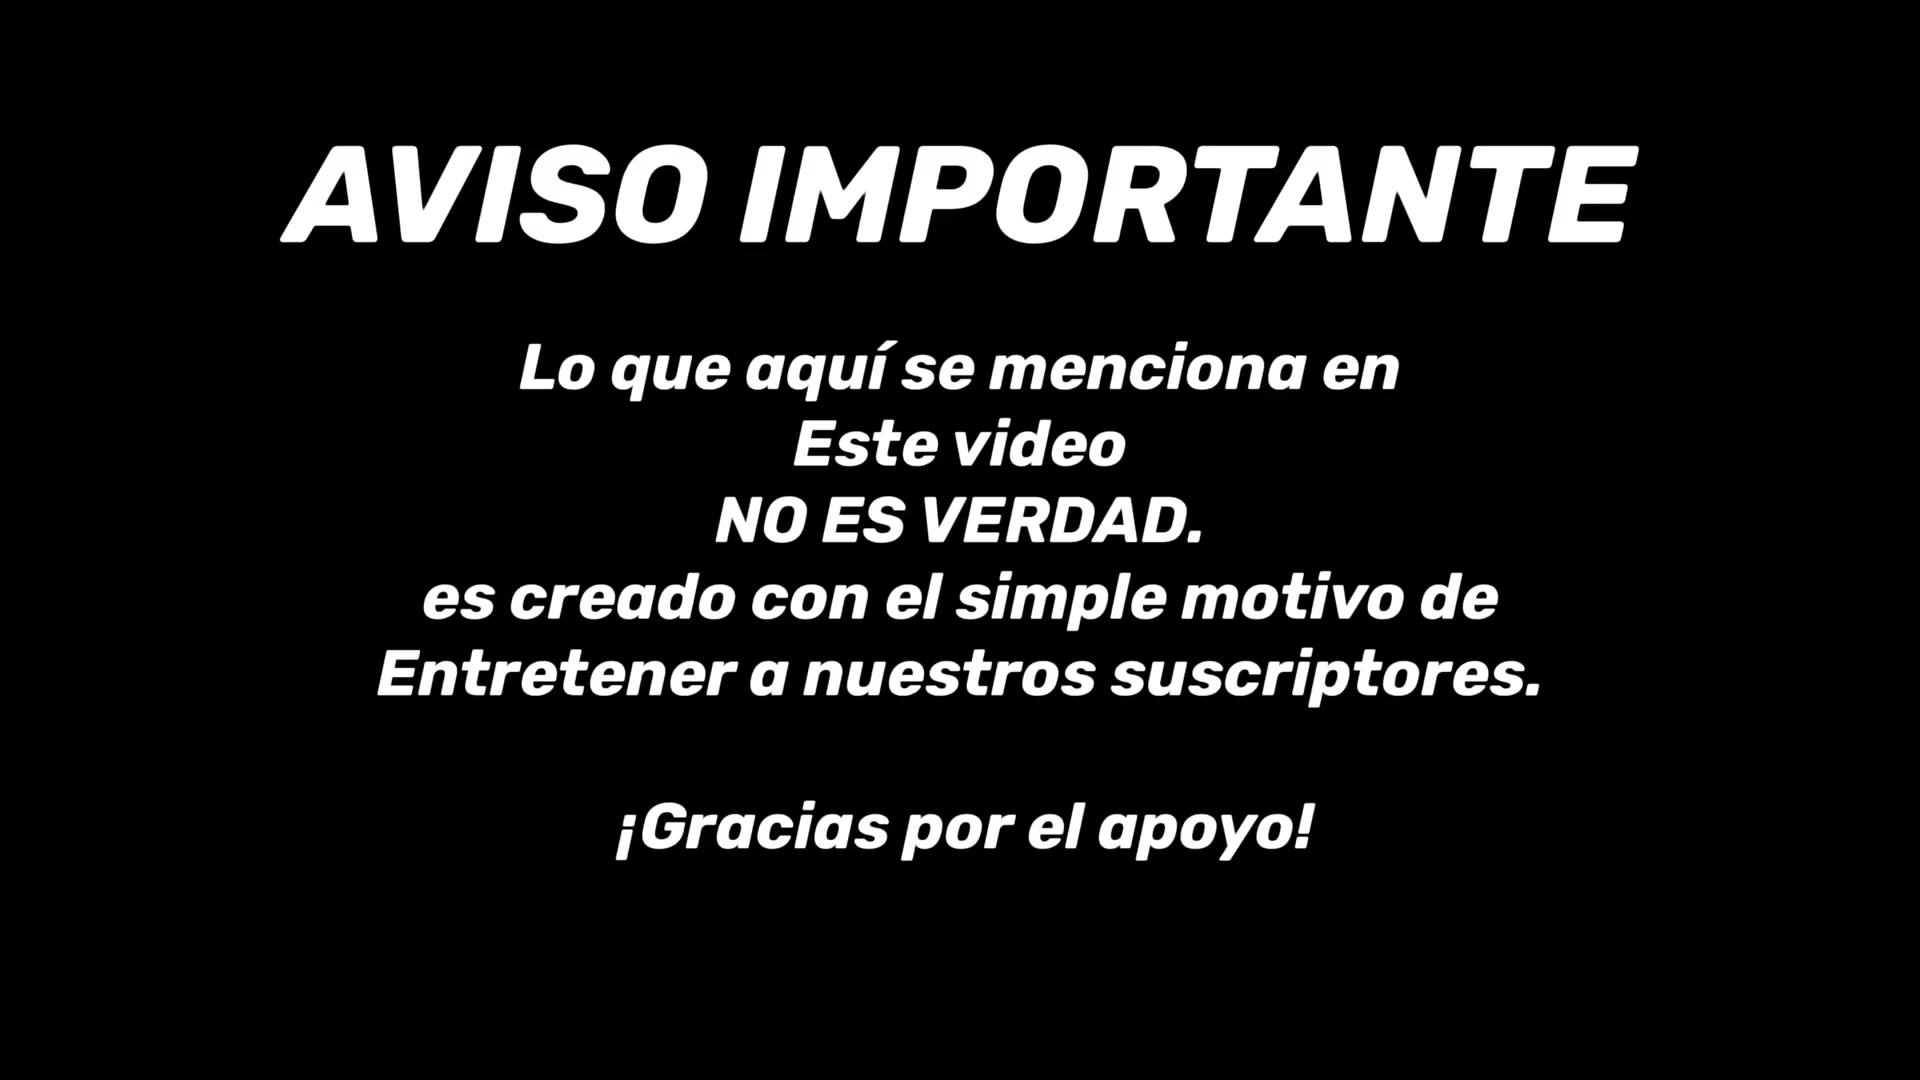 AVISO IMPORTANTE
Lo que aquí se menciona en
Este video
NO ES VERDAD.
es creado con el simple motivo de
Entretener a nuestros suscriptores.
¡Gracias por el apoyo!